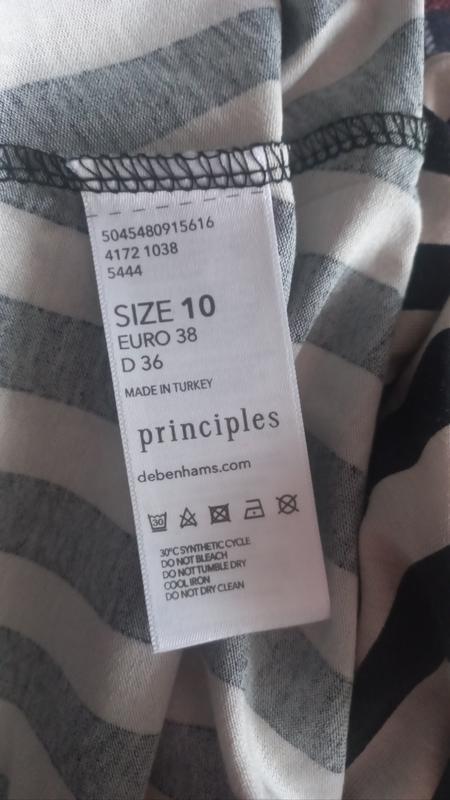 5045480915616
4172 1038
5444
SIZE 10
EURO 38
D 36
MADE IN TURKEY
principles
debenhams.com
30
30°C SYNTHETIC CYCLE
DO NOT BLEACH
DO NOT TUMBLE DRY
COOL IRON
DO NOT DRY CLEAN